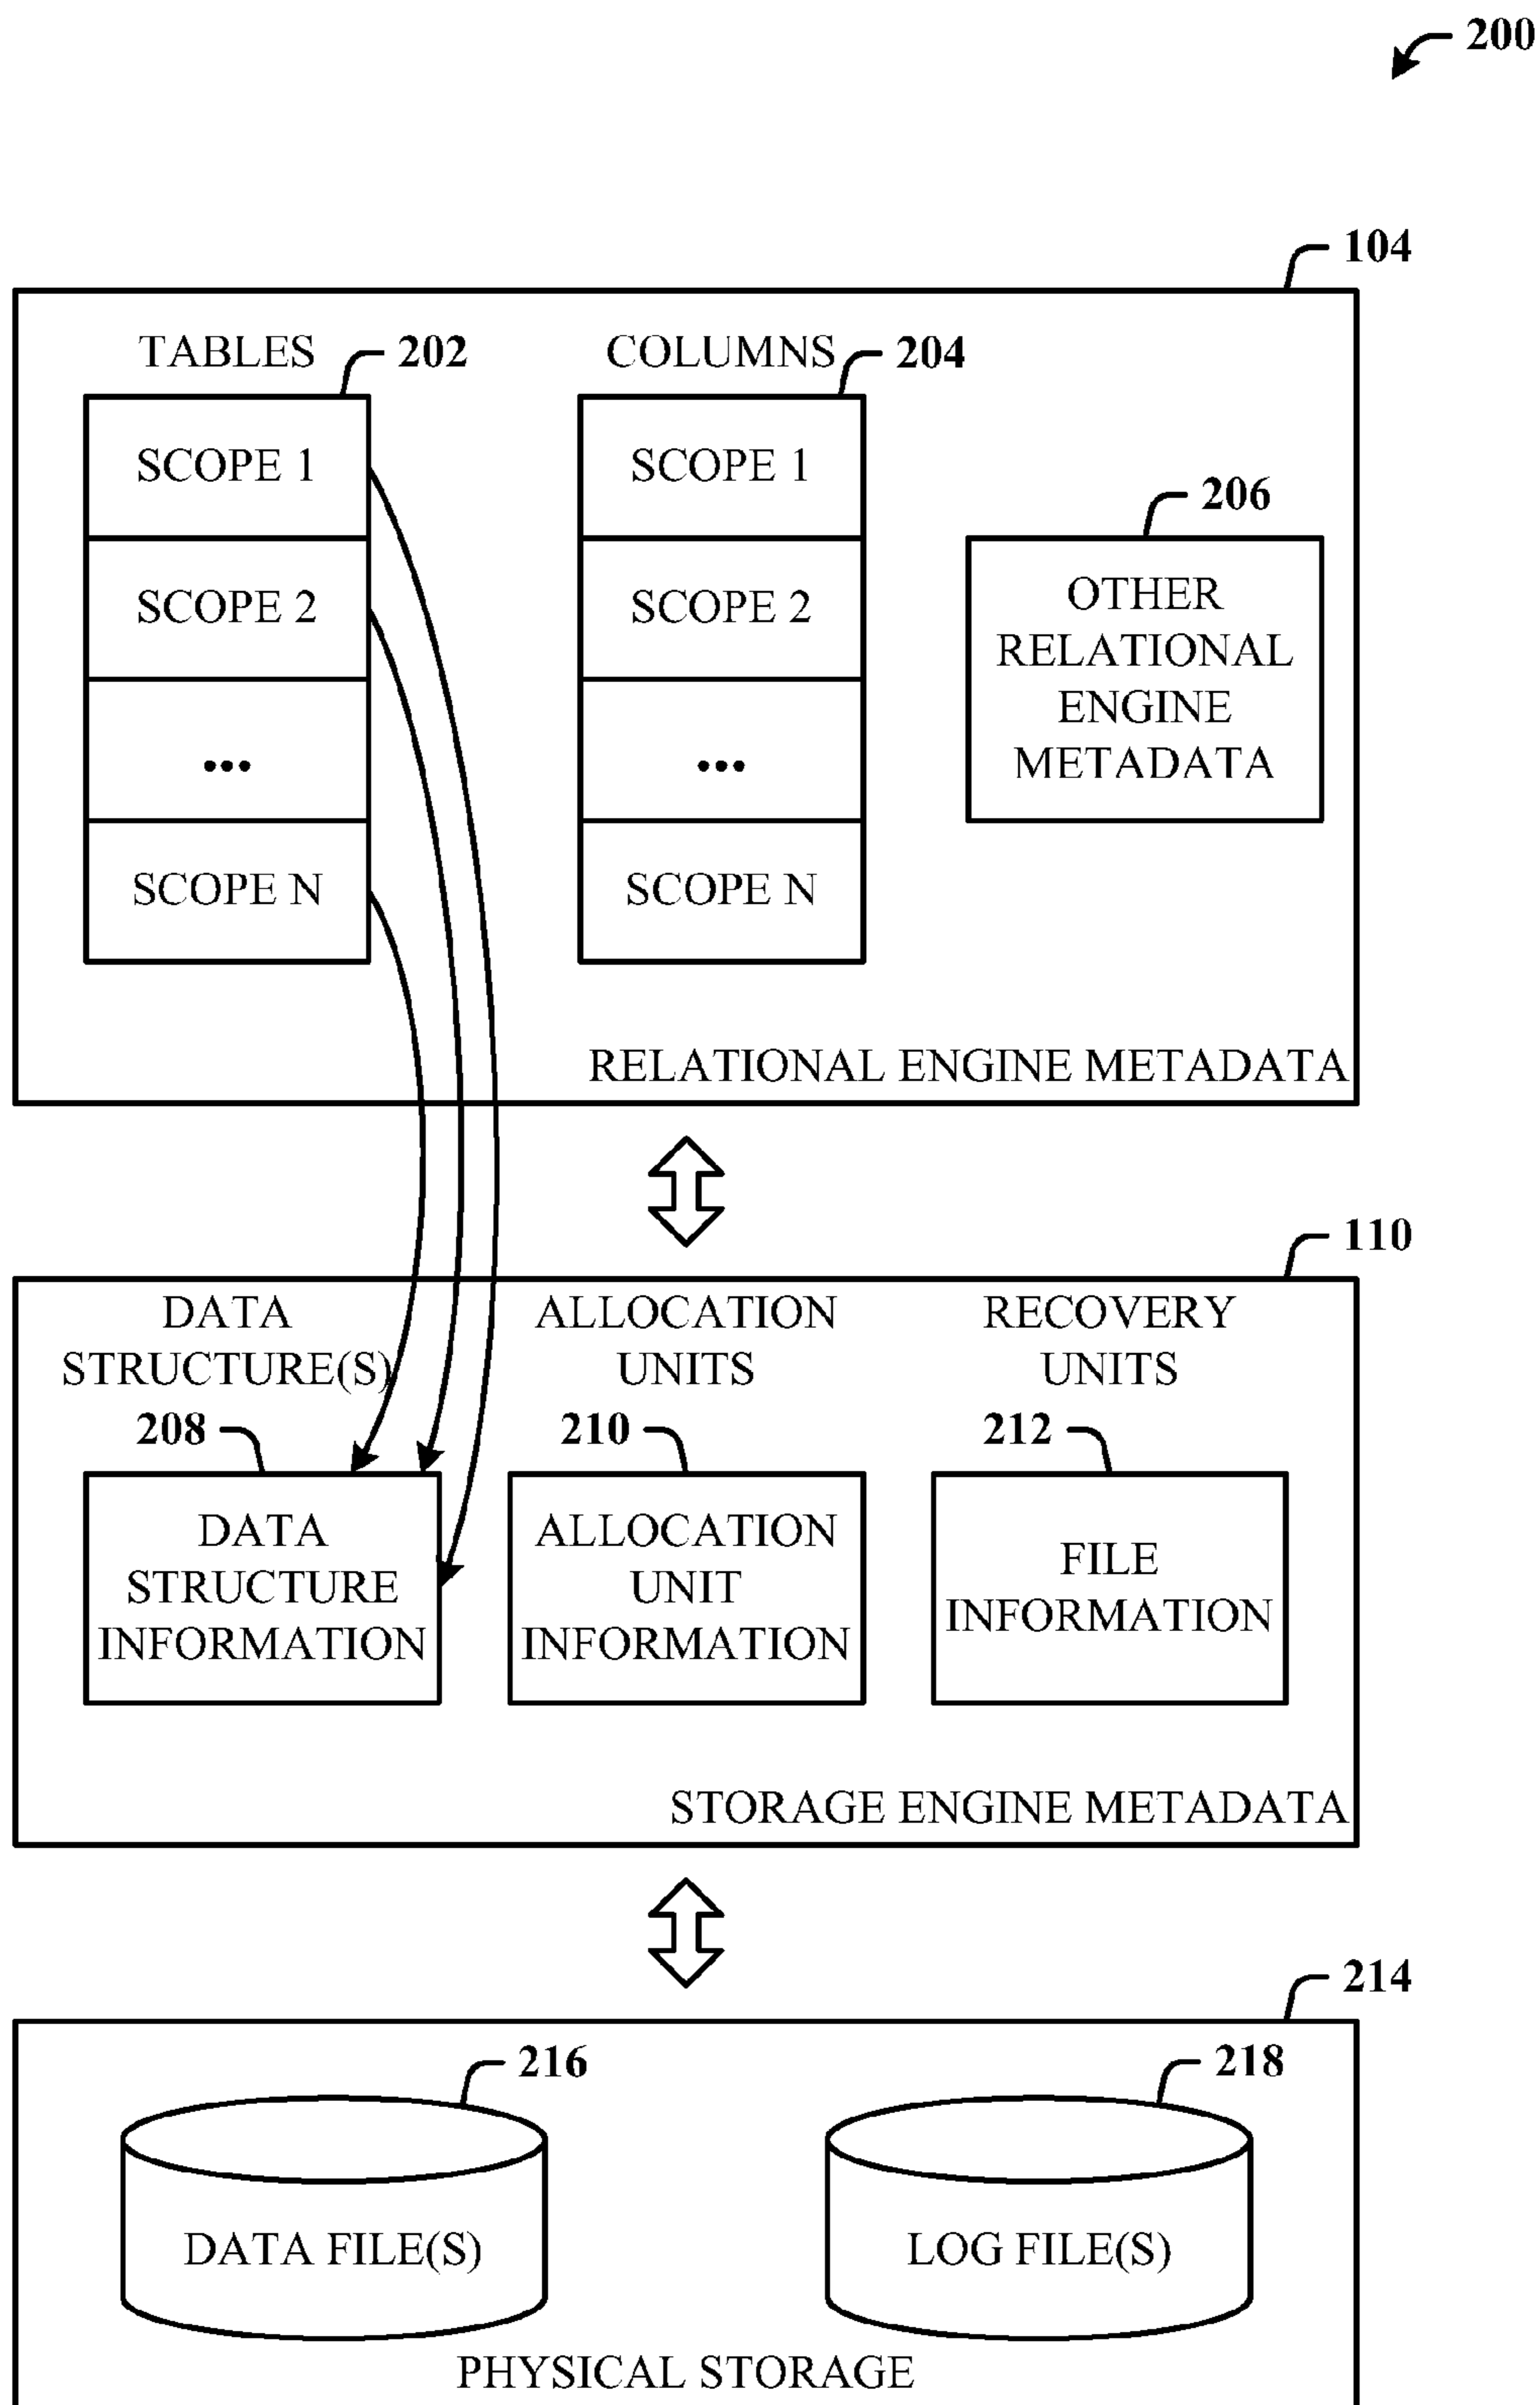 200
104
TABLES 202
COLUMNS 204
SCOPE 1
SCOPE 2
...
SCOPE N
SCOPE 1
SCOPE 2
...
SCOPE N
206
OTHER
RELATIONAL
ENGINE
METADATA
RELATIONAL ENGINE METADATA
110
DATA
STRUCTURE(S)
208
DATA
STRUCTURE
INFORMATION
ALLOCATION
UNITS
210
ALLOCATION
UNIT
INFORMATION
RECOVERY
UNITS
212
FILE
INFORMATION
STORAGE ENGINE METADATA
214
216
DATA FILE(S)
218
LOG FILE(S)
PHYSICAL STORAGE